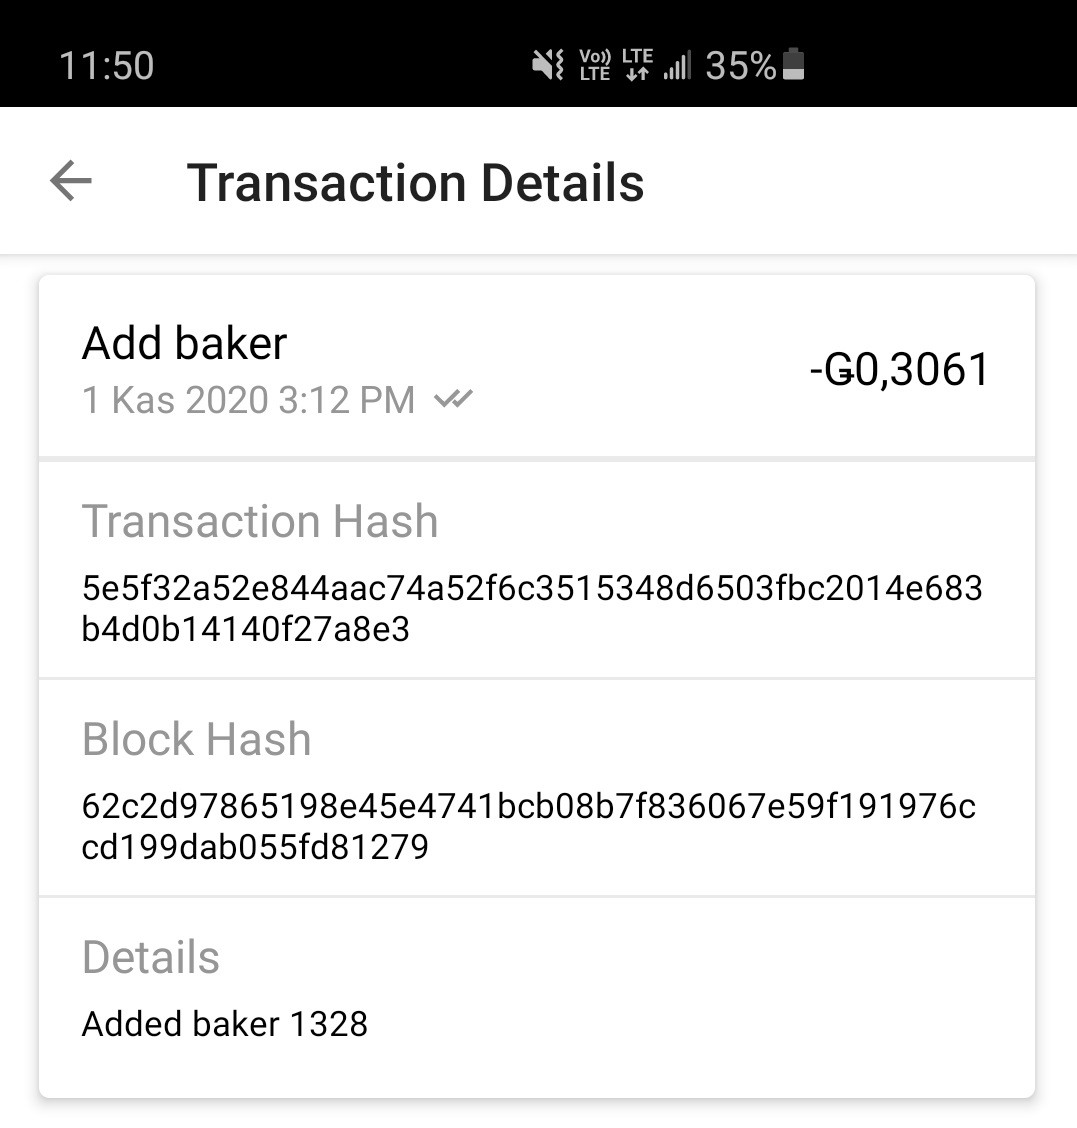 11:50 Vo)) LTE LTE 35%
Transaction Details
Add baker
-Ǥ0,3061
1 Kas 2020 3:12 PM
Transaction Hash
5e5f32a52e844aac74a52f6c3515348d6503fbc2014e683
b4d0b14140f27a8e3
Block Hash
62c2d97865198e45e4741bcb08b7f836067e59f191976c
cd199dab055fd81279
Details
Added baker 1328